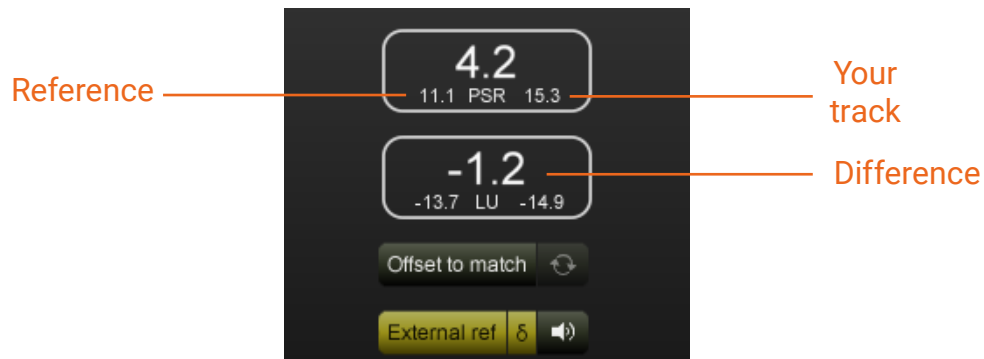 4.2
Reference
11.1 PSR 15.3
Your
track
-1.2
Difference
-13.7 LU -14.9
Offset to match
External ref δ